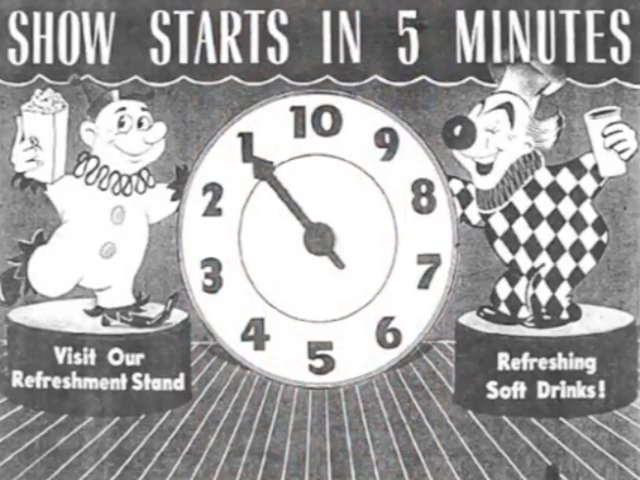 SHOW STARTS IN 5 MINUTES
10
1 9
2 8
3 7
4 6
5
Visit Our
Refreshment Stand
Refreshing
Soft Drinks!